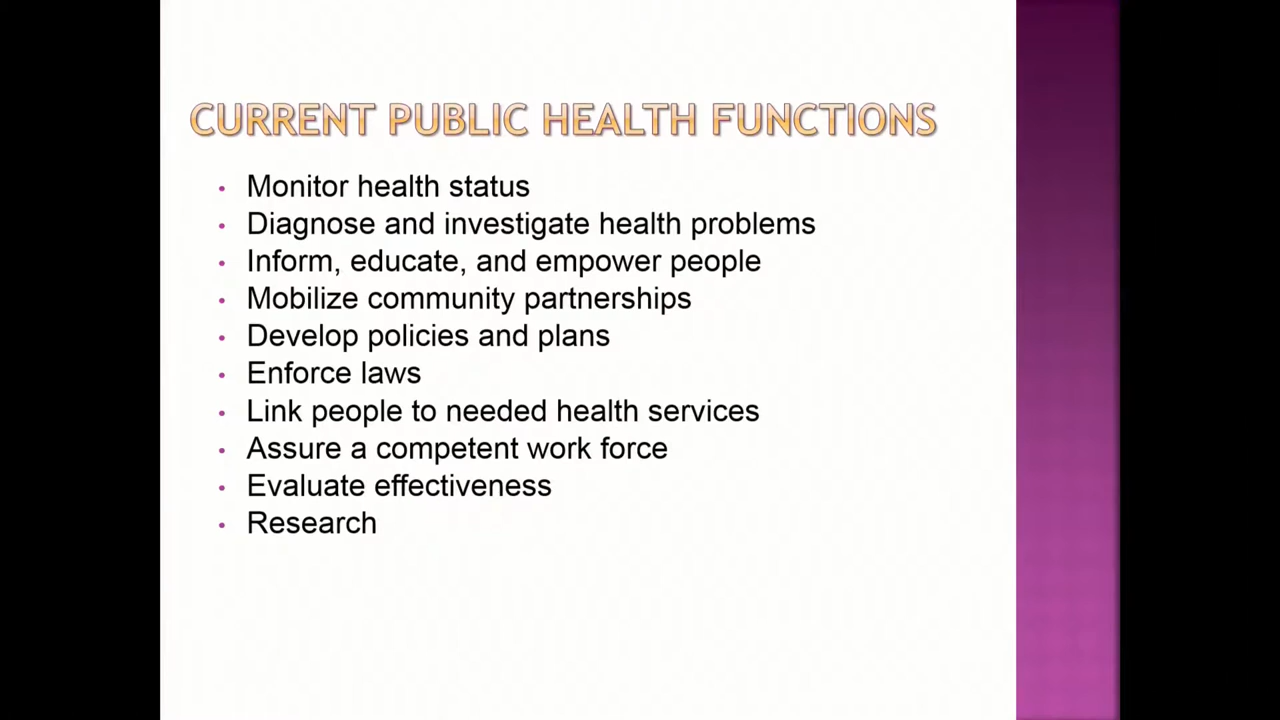 CURRENT PUBLIC HEALTH FUNCTIONS
• Monitor health status
• Diagnose and investigate health problems
• Inform, educate, and empower people
• Mobilize community partnerships
• Develop policies and plans
• Enforce laws
• Link people to needed health services
• Assure a competent work force
• Evaluate effectiveness
• Research